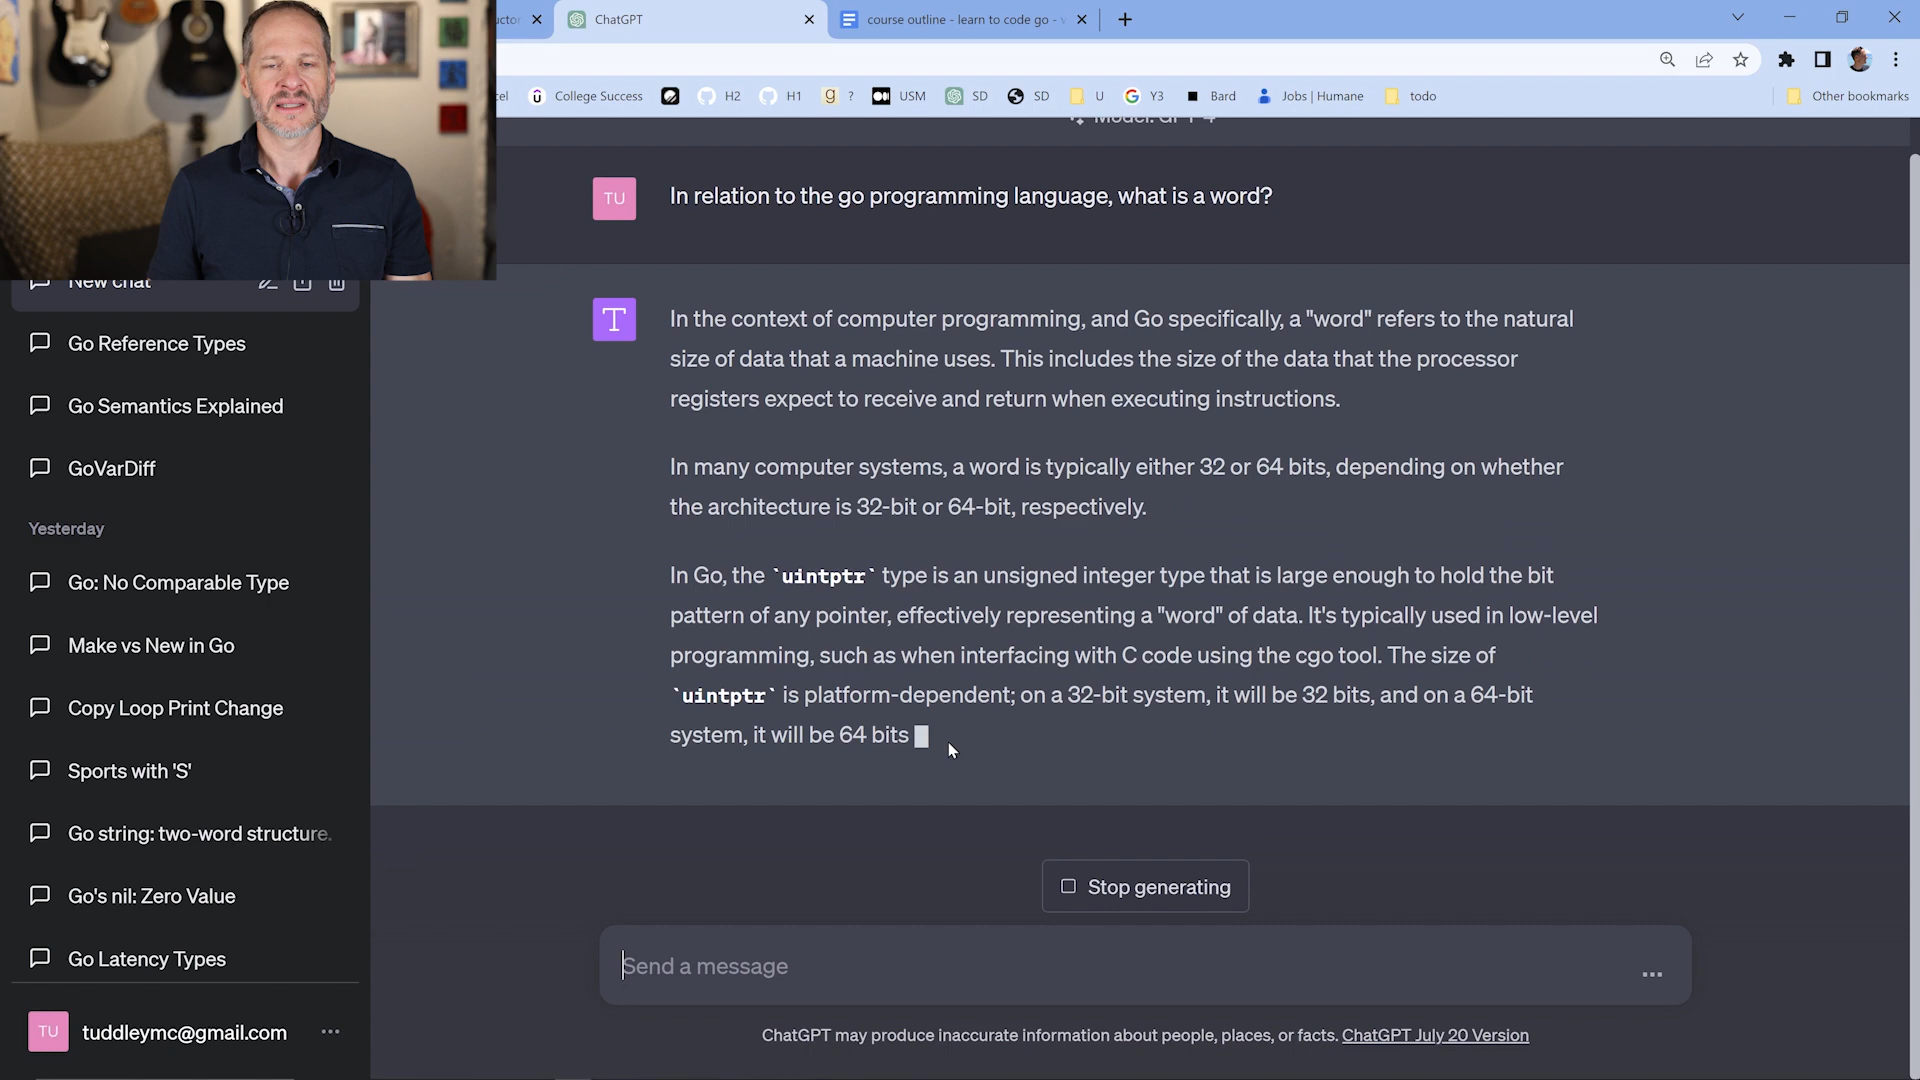 ChatGPT
course outline - learn to code go -
College Success
H2
H1
?
USM
SD
SD
U
Y3
Bard
Jobs | Humane
todo
Other bookmarks
TU
In relation to the go programming language, what is a word?
In the context of computer programming, and Go specifically, a "word" refers to the natural
size of data that a machine uses. This includes the size of the data that the processor
registers expect to receive and return when executing instructions.
In many computer systems, a word is typically either 32 or 64 bits, depending on whether
the architecture is 32-bit or 64-bit, respectively.
In Go, the `uintptr` type is an unsigned integer type that is large enough to hold the bit
pattern of any pointer, effectively representing a "word" of data. It's typically used in low-level
programming, such as when interfacing with C code using the cgo tool. The size of
`uintptr` is platform-dependent; on a 32-bit system, it will be 32 bits, and on a 64-bit
system, it will be 64 bits
New chat
Go Reference Types
Go Semantics Explained
GoVarDiff
Yesterday
Go: No Comparable Type
Make vs New in Go
Copy Loop Print Change
Sports with 'S'
Go string: two-word structure.
Go's nil: Zero Value
Go Latency Types
TU
tuddleymc@gmail.com
Stop generating
Send a message
ChatGPT may produce inaccurate information about people, places, or facts. ChatGPT July 20 Version